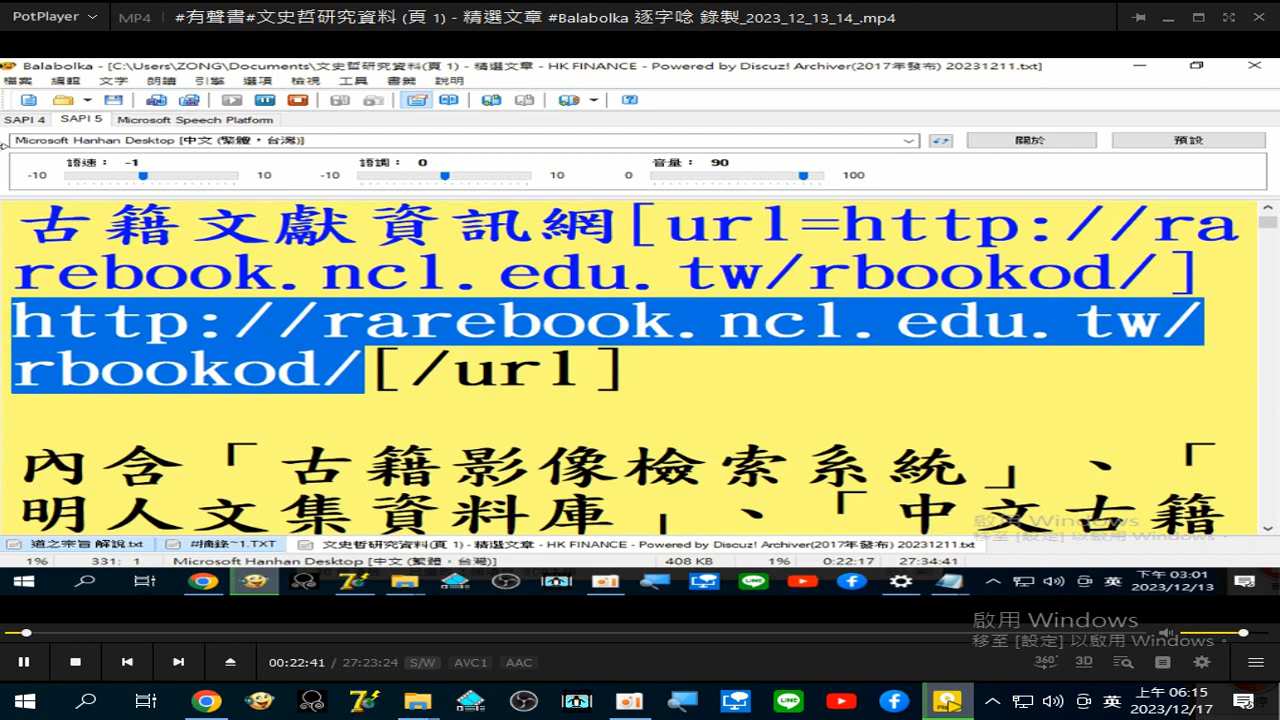 PotPlayer MP4 #有聲書#文史哲研究資料 (頁 1) - 精選文章 #Balabolka 逐字唸 錄製_2023_12_13_14_.mp4
Balabolka - [C:\Users\ZONG\Documents\文史哲研究資料(頁 1) - 精選文章 - HK FINANCE - Powered by Discuz! Archiver(2017年發布) 20231211.txt]
檔案 編輯 文字 朗讀 引擎 選項 檢視 工具 書籤 說明
SAPI 4 SAPI 5 Microsoft Speech Platform
Microsoft Hanhan Desktop [中文 (繁體，台灣)] 關於 預設
語速： -1 語調： 0 音量： 90
-10 10 -10 10 0 100
古籍文獻資訊網[url=http://ra
rebook.ncl.edu.tw/rbookod/]
http://rarebook.ncl.edu.tw/
rbookod/[/url]
內含「古籍影像檢索系統」、「
明人文集資料庫」、「中文古籍
啟用 Windows
移至 [設定] 以啟用 Windows。
道之宗旨 解說.txt #摘錄~1.TXT 文史哲研究資料(頁 1) - 精選文章 - HK FINANCE - Powered by Discuz! Archiver(2017年發布) 20231211.txt
1% 331: 1 Microsoft Hanhan Desktop [中文 (繁體，台灣)] 408 KB 1% 0:22:17 27:34:41
英 下午 03:01
2023/12/13
啟用 Windows
移至 [設定] 以啟用 Windows。
00:22:41 / 27:23:24 S/W AVC1 AAC 360° 3D
英 上午 06:15
2023/12/17